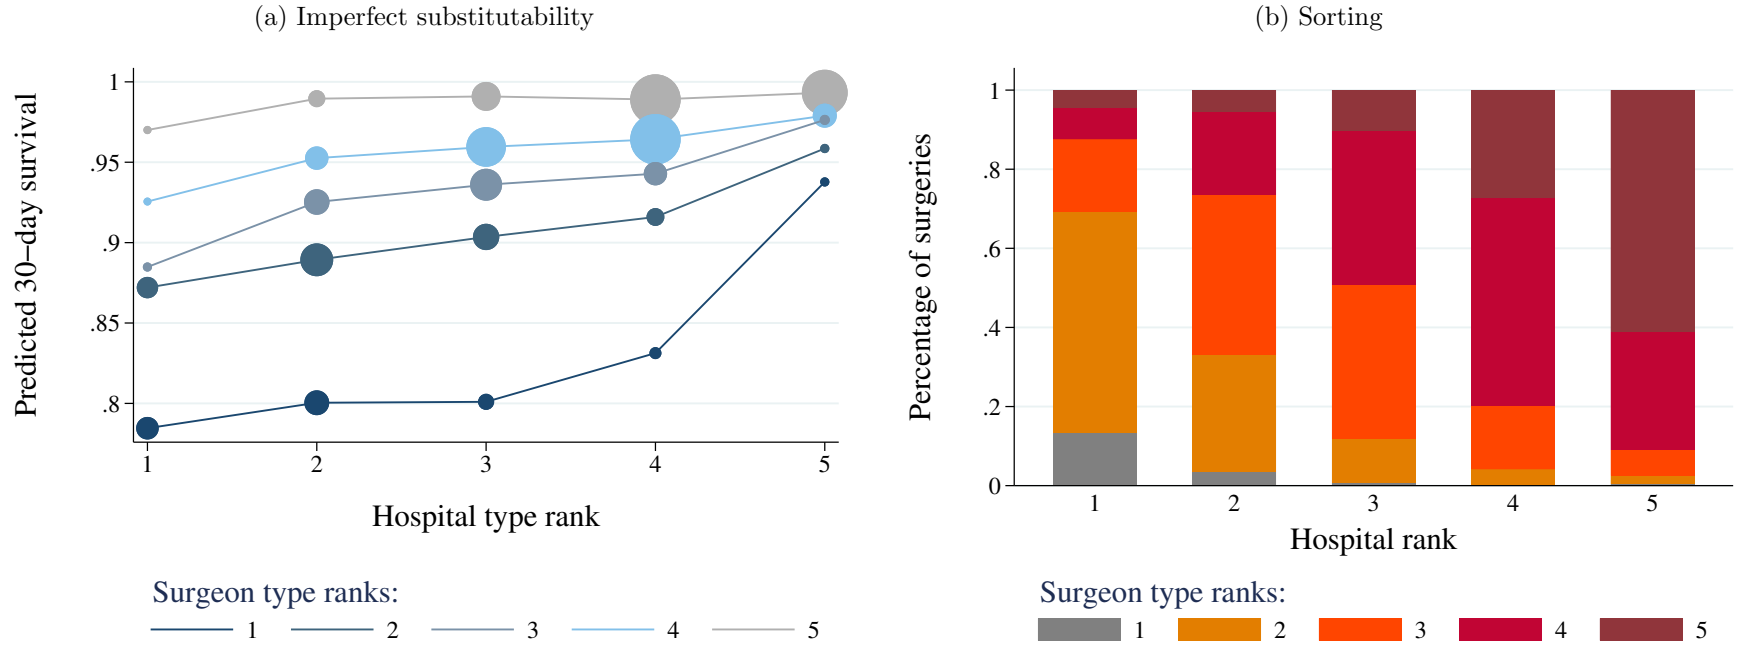 (a) Imperfect substitutability
Predicted 30–day survival
1
.95
.9
.85
.8
1 2 3 4 5
Hospital type rank
Surgeon type ranks:
1 2 3 4 5
(b) Sorting
Percentage of surgeries
1
.8
.6
.4
.2
0
1 2 3 4 5
Hospital rank
Surgeon type ranks:
1 2 3 4 5